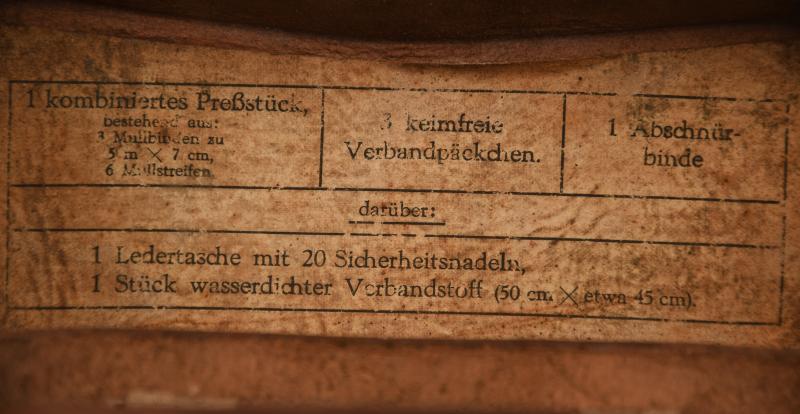 1 kombiniertes Preßstück,
bestehend aus:
3 Mullbinden zu
5 m × 7 cm,
6 Mullstreifen.
3 keimfreie
Verbandpäckchen.
1 Abschnür-
binde
darüber:
1 Ledertasche mit 20 Sicherheitsnadeln,
1 Stück wasserdichter Verbandstoff (50 cm × etwa 45 cm).